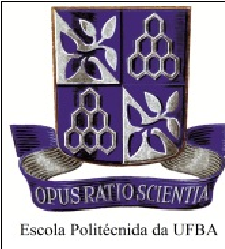 OPUS RATIO SCIENTIA
Escola Politécnida da UFBA